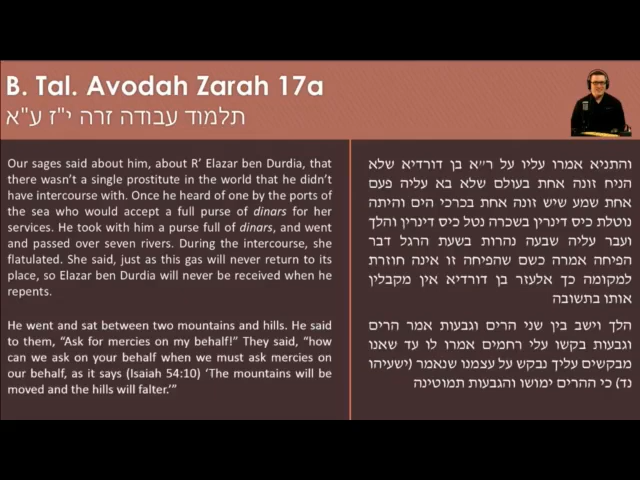 B. Tal. Avodah Zarah 17a
תלמוד עבודה זרה י"ז ע"א
Our sages said about him, about R' Elazar ben Durdia, that
there wasn't a single prostitute in the world that he didn't
have intercourse with. Once he heard of one by the ports of
the sea who would accept a full purse of dinars for her
services. He took with him a purse full of dinars, and went
and passed over seven rivers. During the intercourse, she
flatulated. She said, just as this gas will never return to its
place, so Elazar ben Durdia will never be received when he
repents.
He went and sat between two mountains and hills. He said
to them, “Ask for mercies on my behalf!” They said, “how
can we ask on your behalf when we must ask mercies on
our behalf, as it says (Isaiah 54:10) ‘The mountains will be
moved and the hills will falter.’”
והתניא אמרו עליו על ר"א בן דורדיא שלא
הניח זונה אחת בעולם שלא בא עליה פעם
אחת שמע שיש זונה אחת בכרכי הים והיתה
נוטלת כיס דינרין בשכרה נטל כיס דינרין והלך
ועבר עליה שבעה נהרות בשעת הרגל דבר
הפיחה אמרה כשם שהפיחה זו אינה חוזרת
למקומה כך אלעזר בן דורדיא אין מקבלין
אותו בתשובה
הלך וישב בין שני הרים וגבעות אמר הרים
וגבעות בקשו עלי רחמים אמרו לו עד שאנו
מבקשים עליך נבקש על עצמנו שנאמר (ישעיהו
נד) כי ההרים ימושו והגבעות תמוטינה